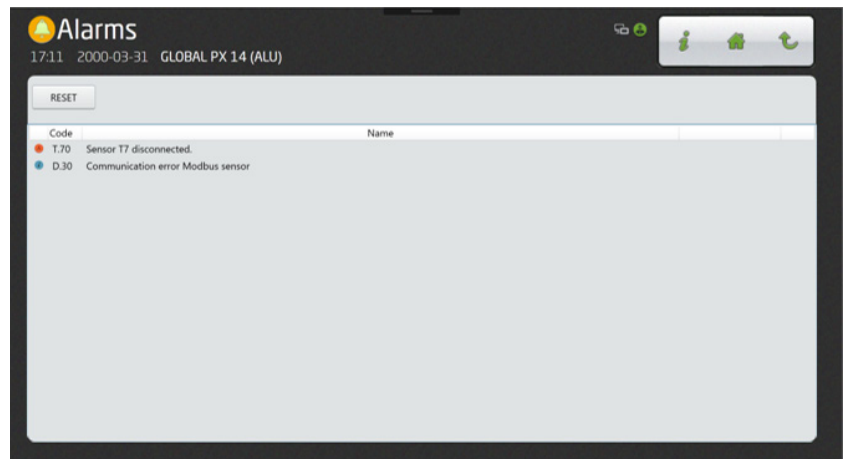 Alarms
17:11 2000-03-31 GLOBAL PX 14 (ALU)
RESET
Code Name
T.70 Sensor T7 disconnected.
D.30 Communication error Modbus sensor